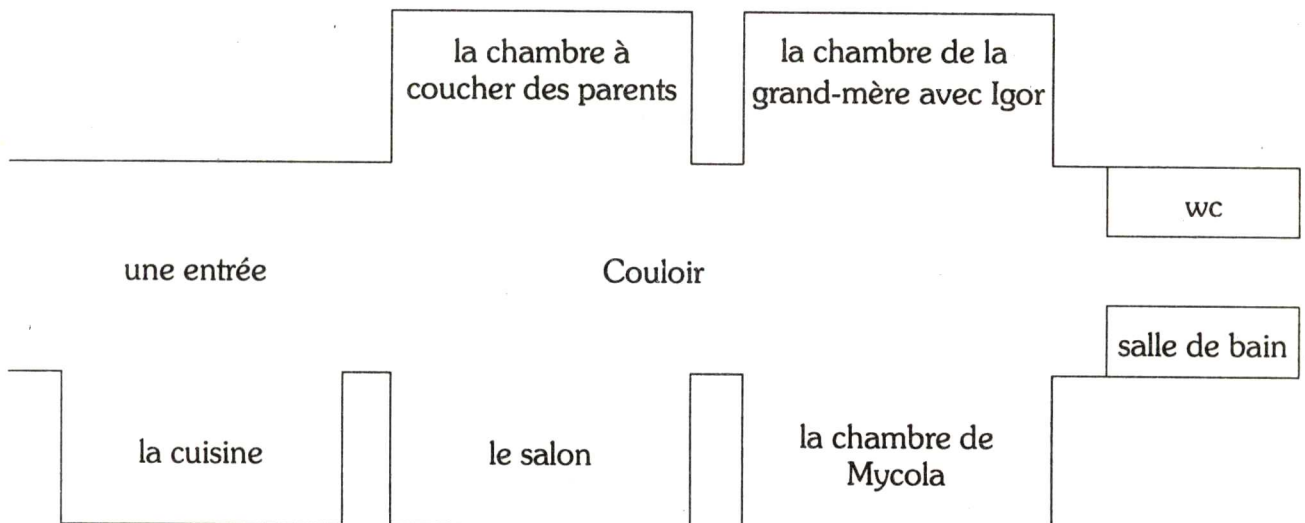 la chambre à
coucher des parents
la chambre de la
grand-mère avec Igor
wc
une entrée
Couloir
salle de bain
la cuisine
le salon
la chambre de
Mycola